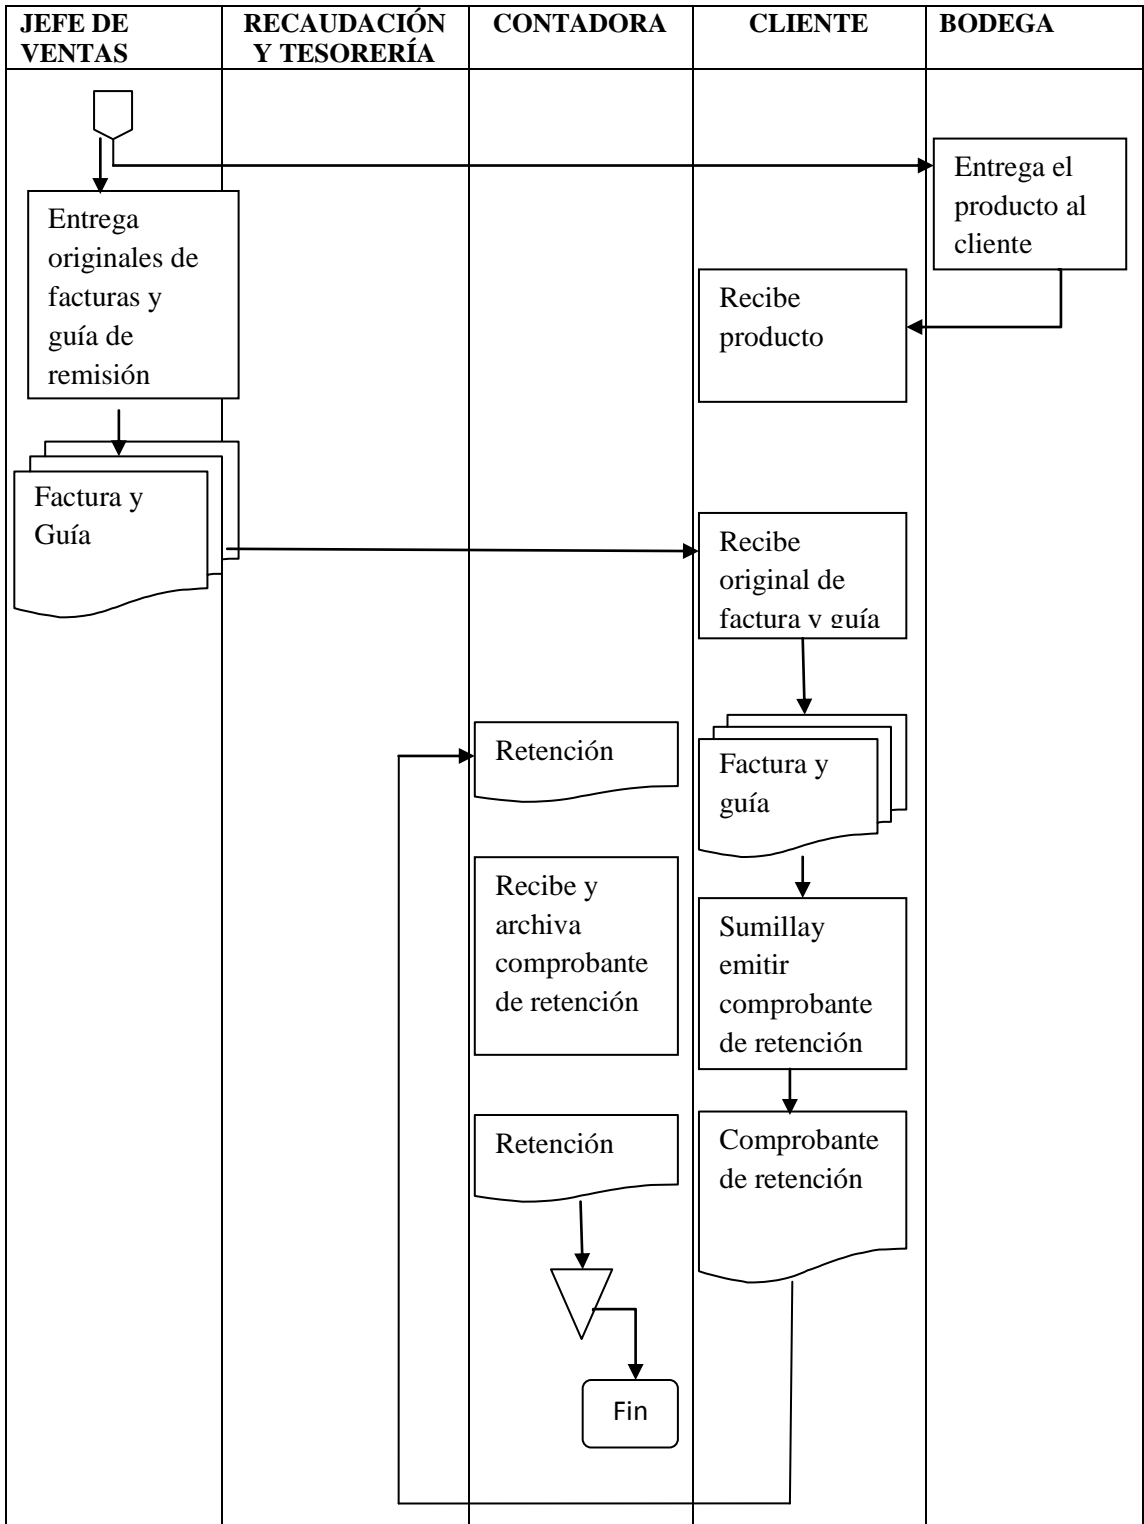 JEFE DE
VENTAS
RECAUDACIÓN
Y TESORERÍA
CONTADORA
CLIENTE
BODEGA
Entrega el
producto al
cliente
Entrega
originales de
facturas y
guía de
remisión
Recibe
producto
Factura y
Guía
Recibe
original de
factura y guía
Retención
Factura y
guía
Recibe y
archiva
comprobante
de retención
Sumillay
emitir
comprobante
de retención
Retención
Comprobante
de retención
Fin